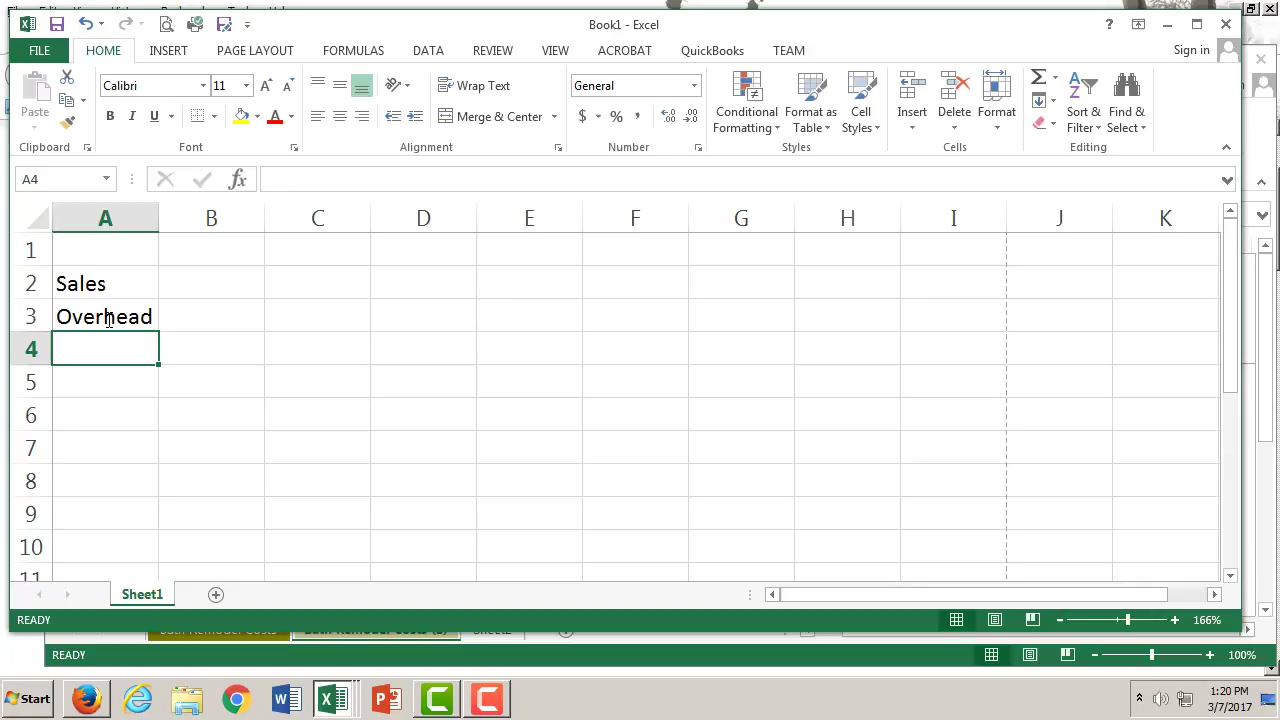 Book1 - Excel
?
FILE HOME INSERT PAGE LAYOUT FORMULAS DATA REVIEW VIEW ACROBAT QuickBooks TEAM Sign in
Paste
Calibri 11
B I U
Wrap Text
Merge & Center
General
$ % ,
Conditional Formatting
Format as Table
Cell Styles
Insert
Delete
Format
Sort & Filter
Find & Select
Clipboard Font Alignment Number Styles Cells Editing
A4 fx
A B C D E F G H I J K
1
2 Sales
3 Overhead
4
5
6
7
8
9
10
11
Sheet1
READY 166%
READY 100%
Start
1:20 PM
3/7/2017